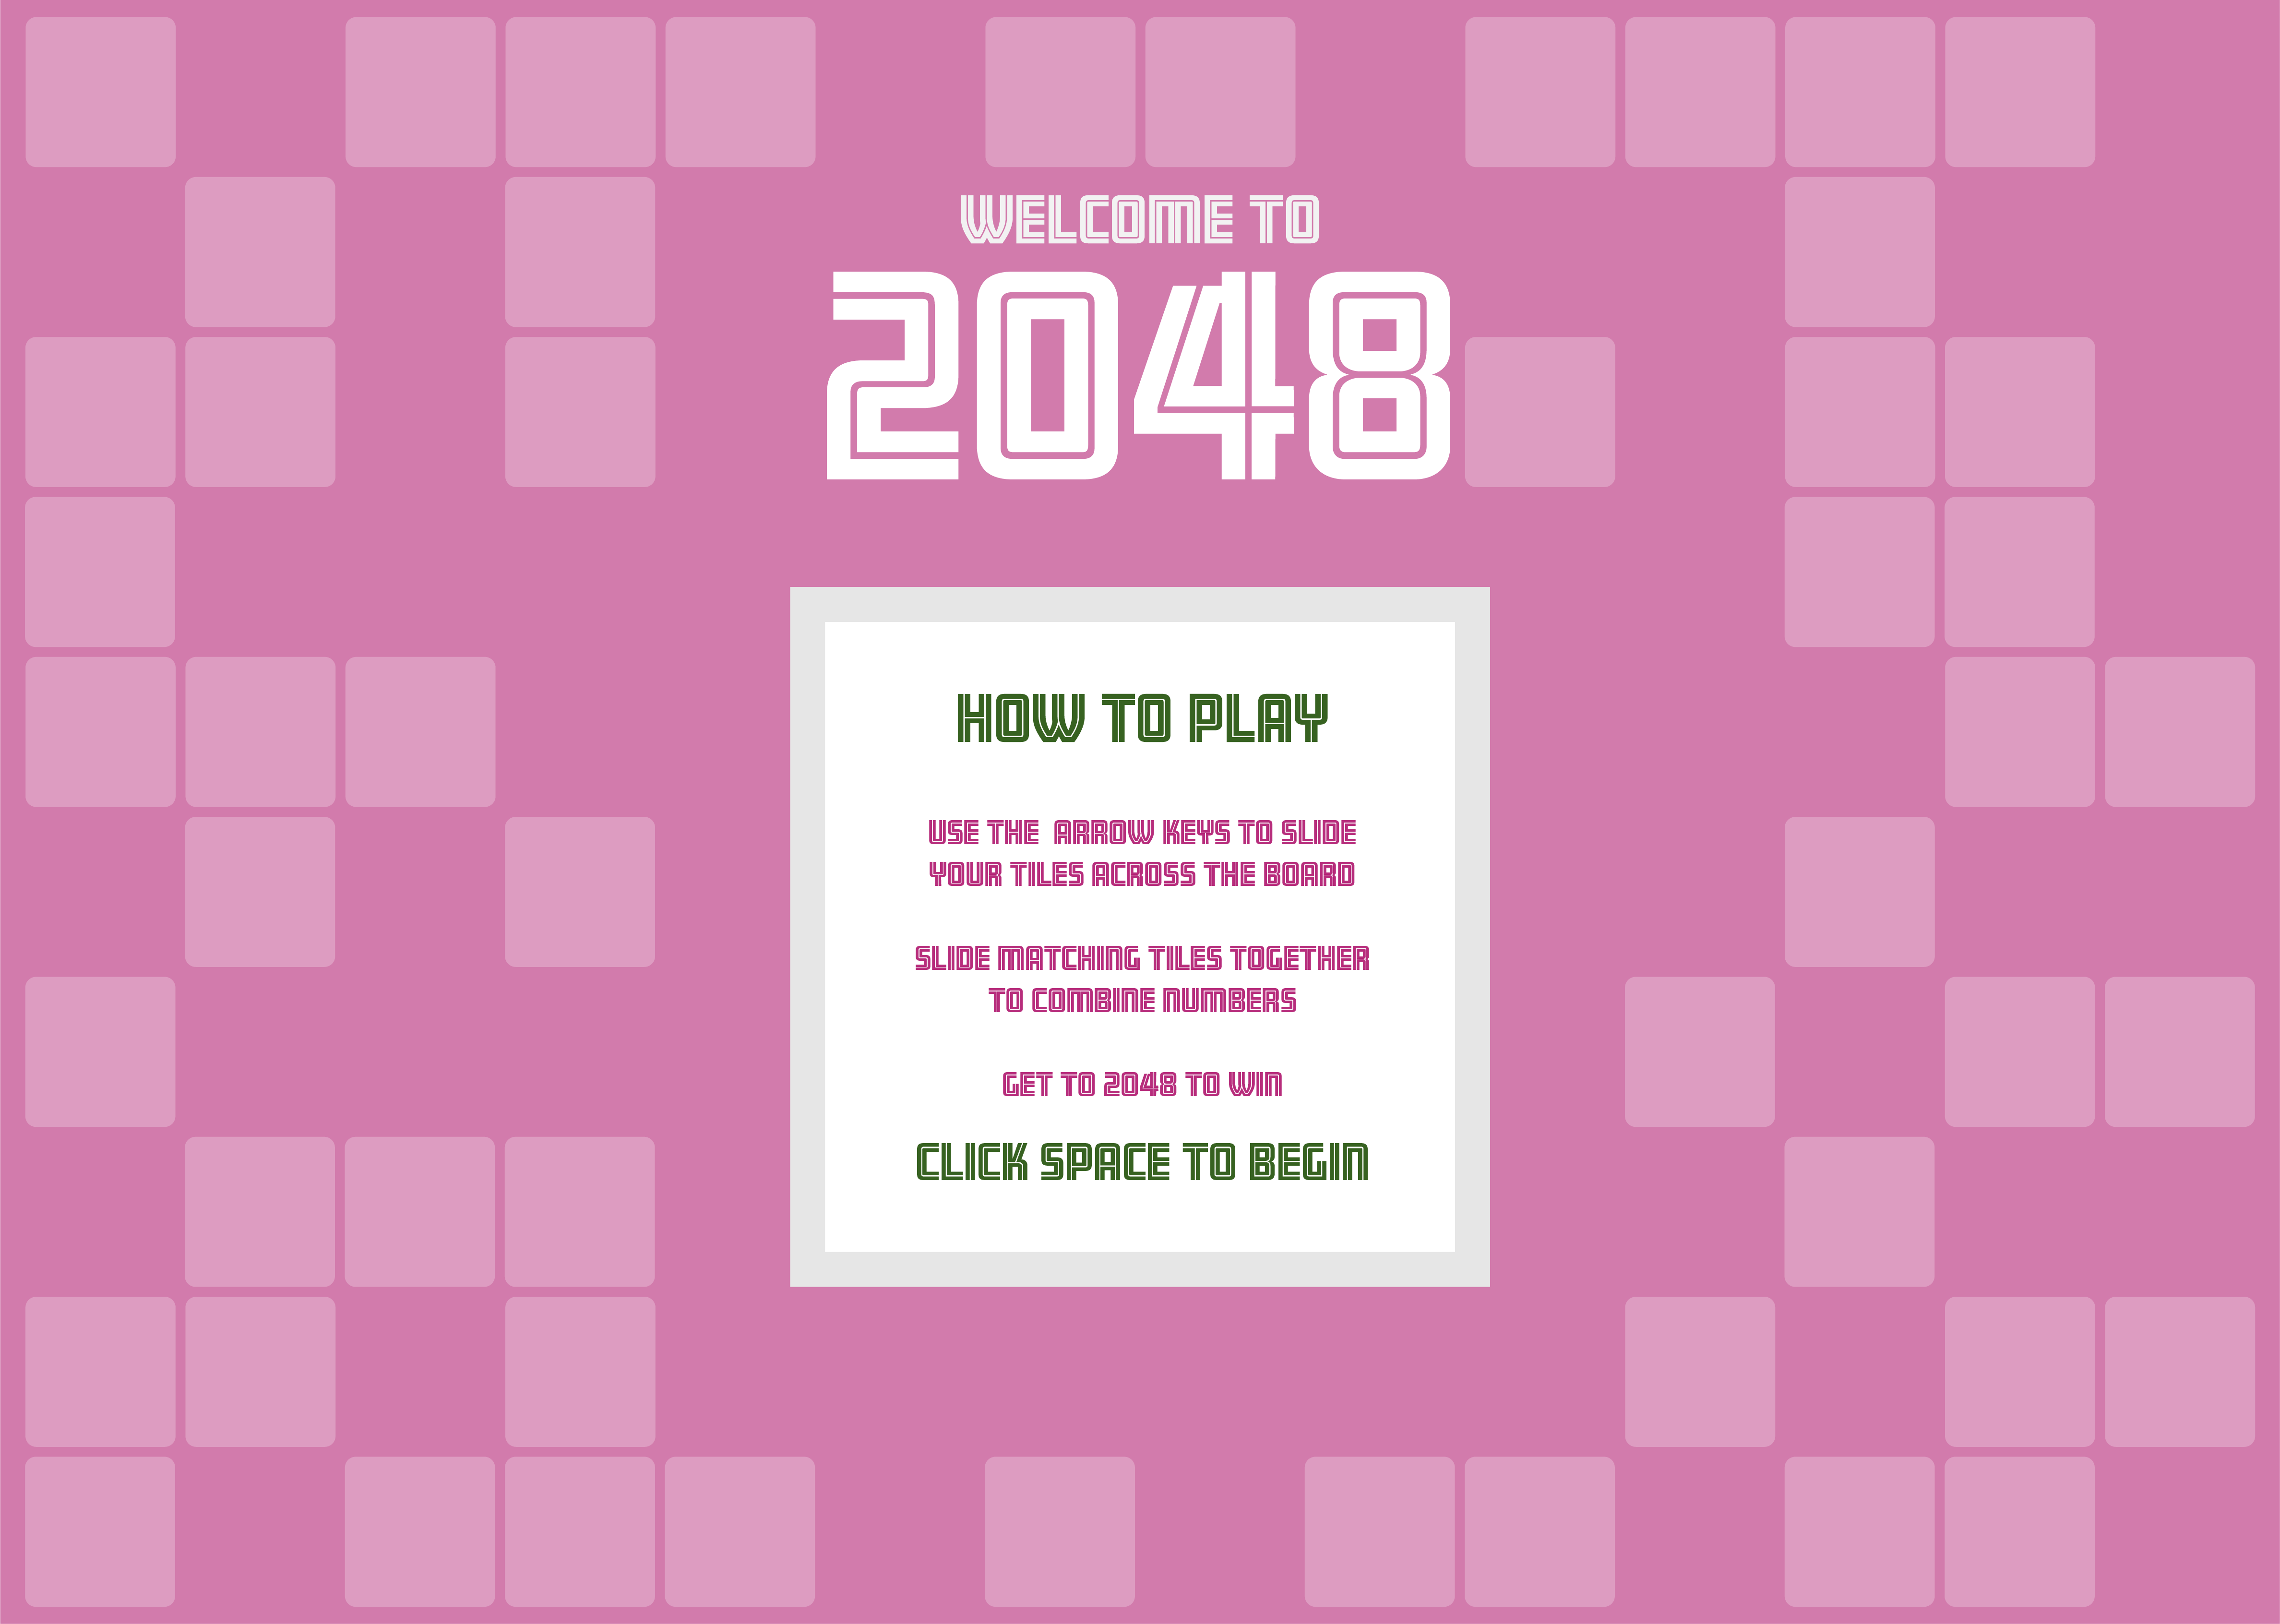 WELCOME TO
2048
HOW TO PLAY
USE THE ARROW KEYS TO SLIDE
YOUR TILES ACROSS THE BOARD
SLIDE MATCHING TILES TOGETHER
TO COMBINE NUMBERS
GET TO 2048 TO WIN
CLICK SPACE TO BEGIN